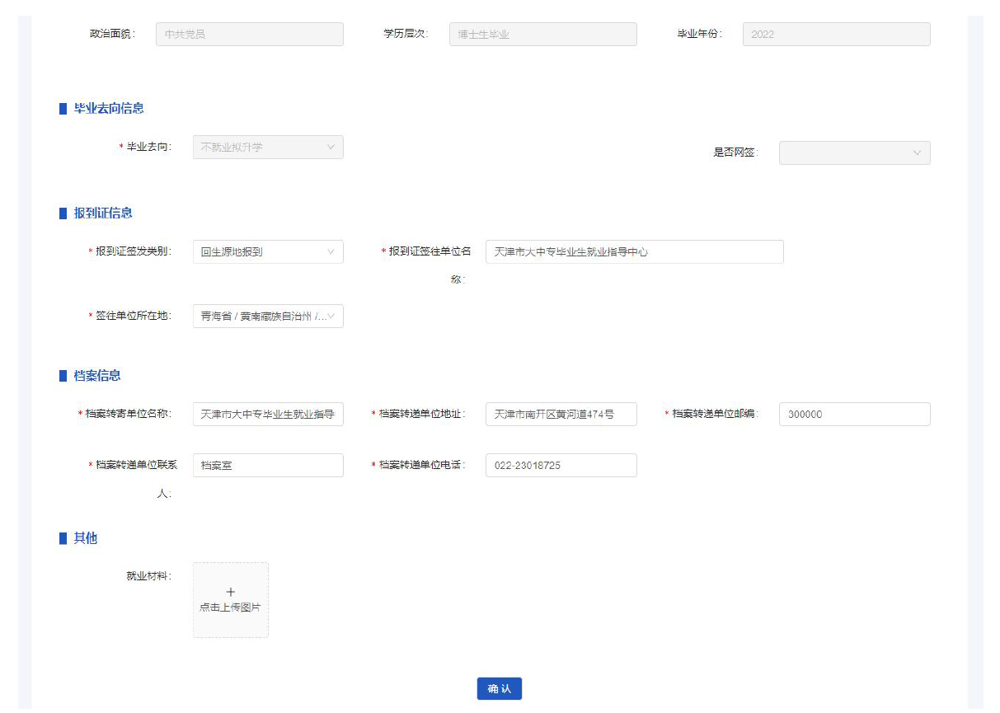 政治面貌： 中共党员 学历层次： 博士生毕业 毕业年份： 2022
毕业去向信息
* 毕业去向： 不就业拟升学 是否网签：
报到证信息
* 报到证签发类别： 回生源地报到 * 报到证签往单位名 天津市大中专毕业生就业指导中心
称：
* 签往单位所在地： 青海省 / 黄南藏族自治州 /...
档案信息
* 档案转寄单位名称： 天津市大中专毕业生就业指导 * 档案转递单位地址： 天津市南开区黄河道474号 * 档案转递单位邮编： 300000
* 档案转递单位联系 档案室 * 档案转递单位电话： 022-23018725
人：
其他
就业材料：
+
点击上传图片
确 认